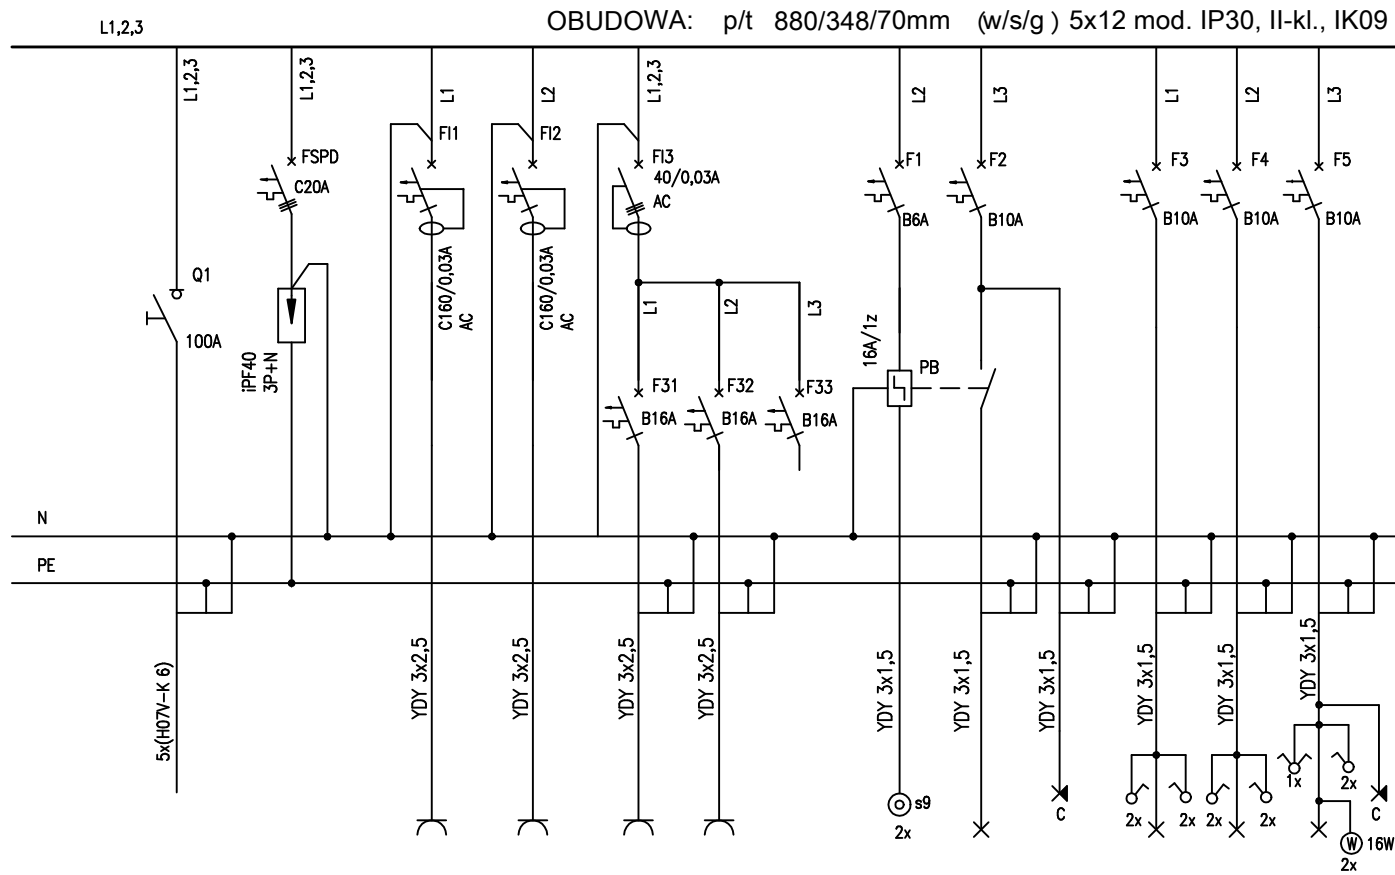 OBUDOWA: p/t 880/348/70mm (w/s/g ) 5x12 mod. IP30, II-kl., IK09
L1,2,3
L1,2,3
L1,2,3
L1
L2
L1,2,3
L2
L3
L1
L2
L3
FSPD
C20A
FI1
FI2
FI3
40/0,03A
AC
F1
B6A
F2
B10A
F3
B10A
F4
B10A
F5
B10A
Q1
100A
iPF40
3P+N
C160/0,03A
AC
C160/0,03A
AC
L1
L2
L3
F31
B16A
F32
B16A
F33
B16A
16A/1z
PB
N
PE
5x(H07V-K 6)
YDY 3x2,5
YDY 3x2,5
YDY 3x2,5
YDY 3x2,5
YDY 3x1,5
YDY 3x1,5
YDY 3x1,5
YDY 3x1,5
YDY 3x1,5
YDY 3x1,5
s9
2x
C
2x
2x
2x
2x
1x
2x
C
W
16W
2x